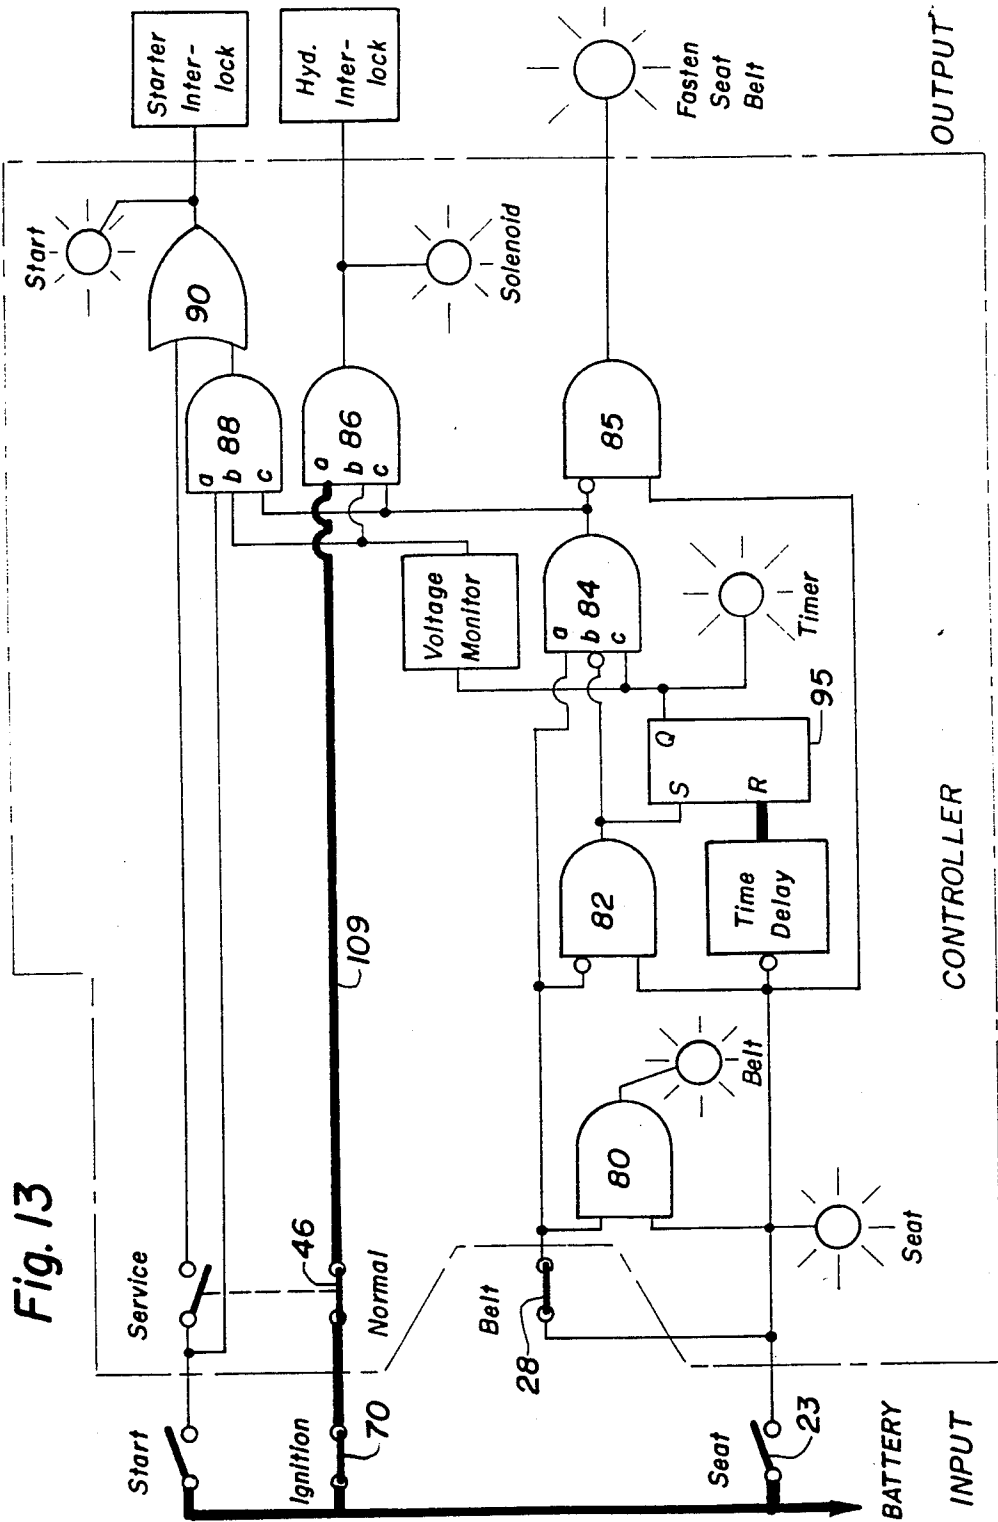 Fig. 13
Starter
Inter-
lock
Hyd.
Inter-
lock
Fasten
Seat
Belt
OUTPUT
Start
Solenoid
90
a
b
c
88
a
b
c
86
85
Voltage
Monitor
a
b
c
84
Timer
Q
S
R
95
82
Time
Delay
CONTROLLER
109
80
Belt
Seat
Service
46
Normal
Belt
28
Start
Ignition
70
Seat
23
BATTERY
INPUT